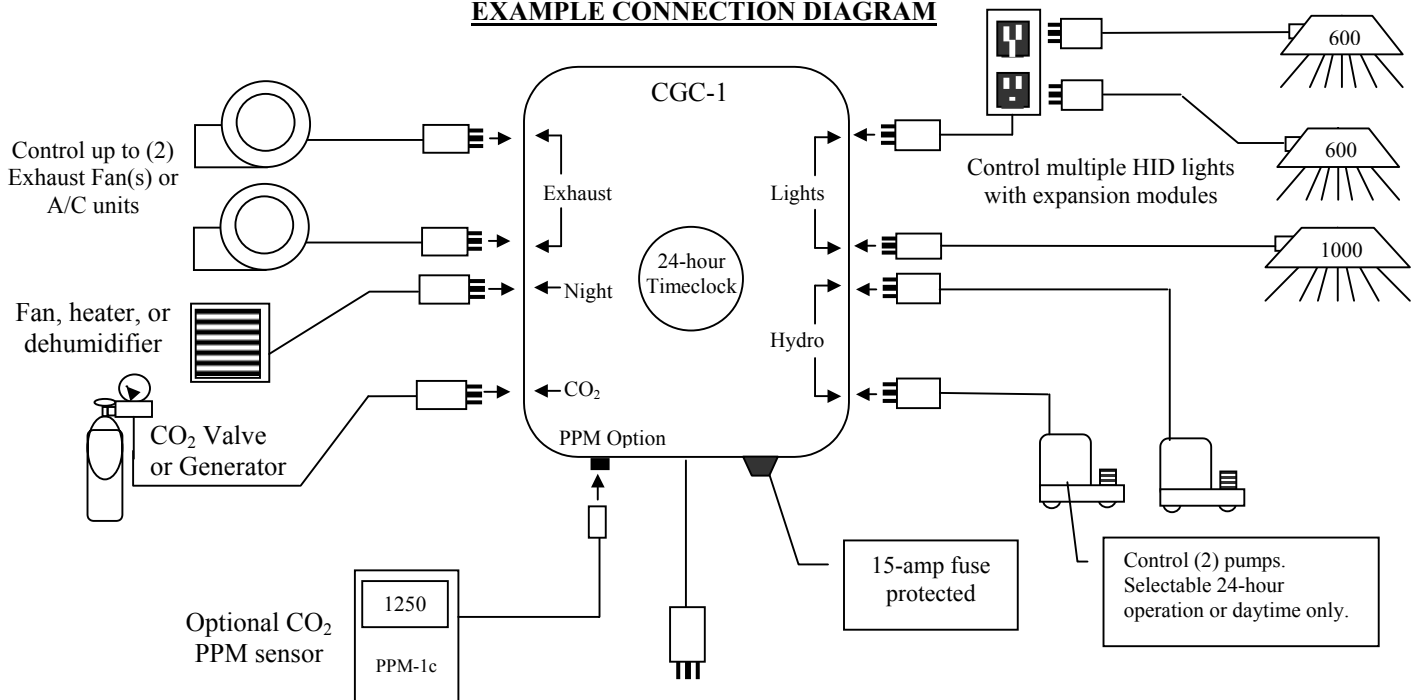 EXAMPLE CONNECTION DIAGRAM
CGC-1
Control up to (2)
Exhaust Fan(s) or
A/C units
Exhaust
Night
CO₂
PPM Option
24-hour
Timeclock
Lights
Hydro
Control multiple HID lights
with expansion modules
600
600
1000
Fan, heater, or
dehumidifier
CO₂ Valve
or Generator
Optional CO₂
PPM sensor
1250
PPM-1c
15-amp fuse
protected
Control (2) pumps.
Selectable 24-hour
operation or daytime only.